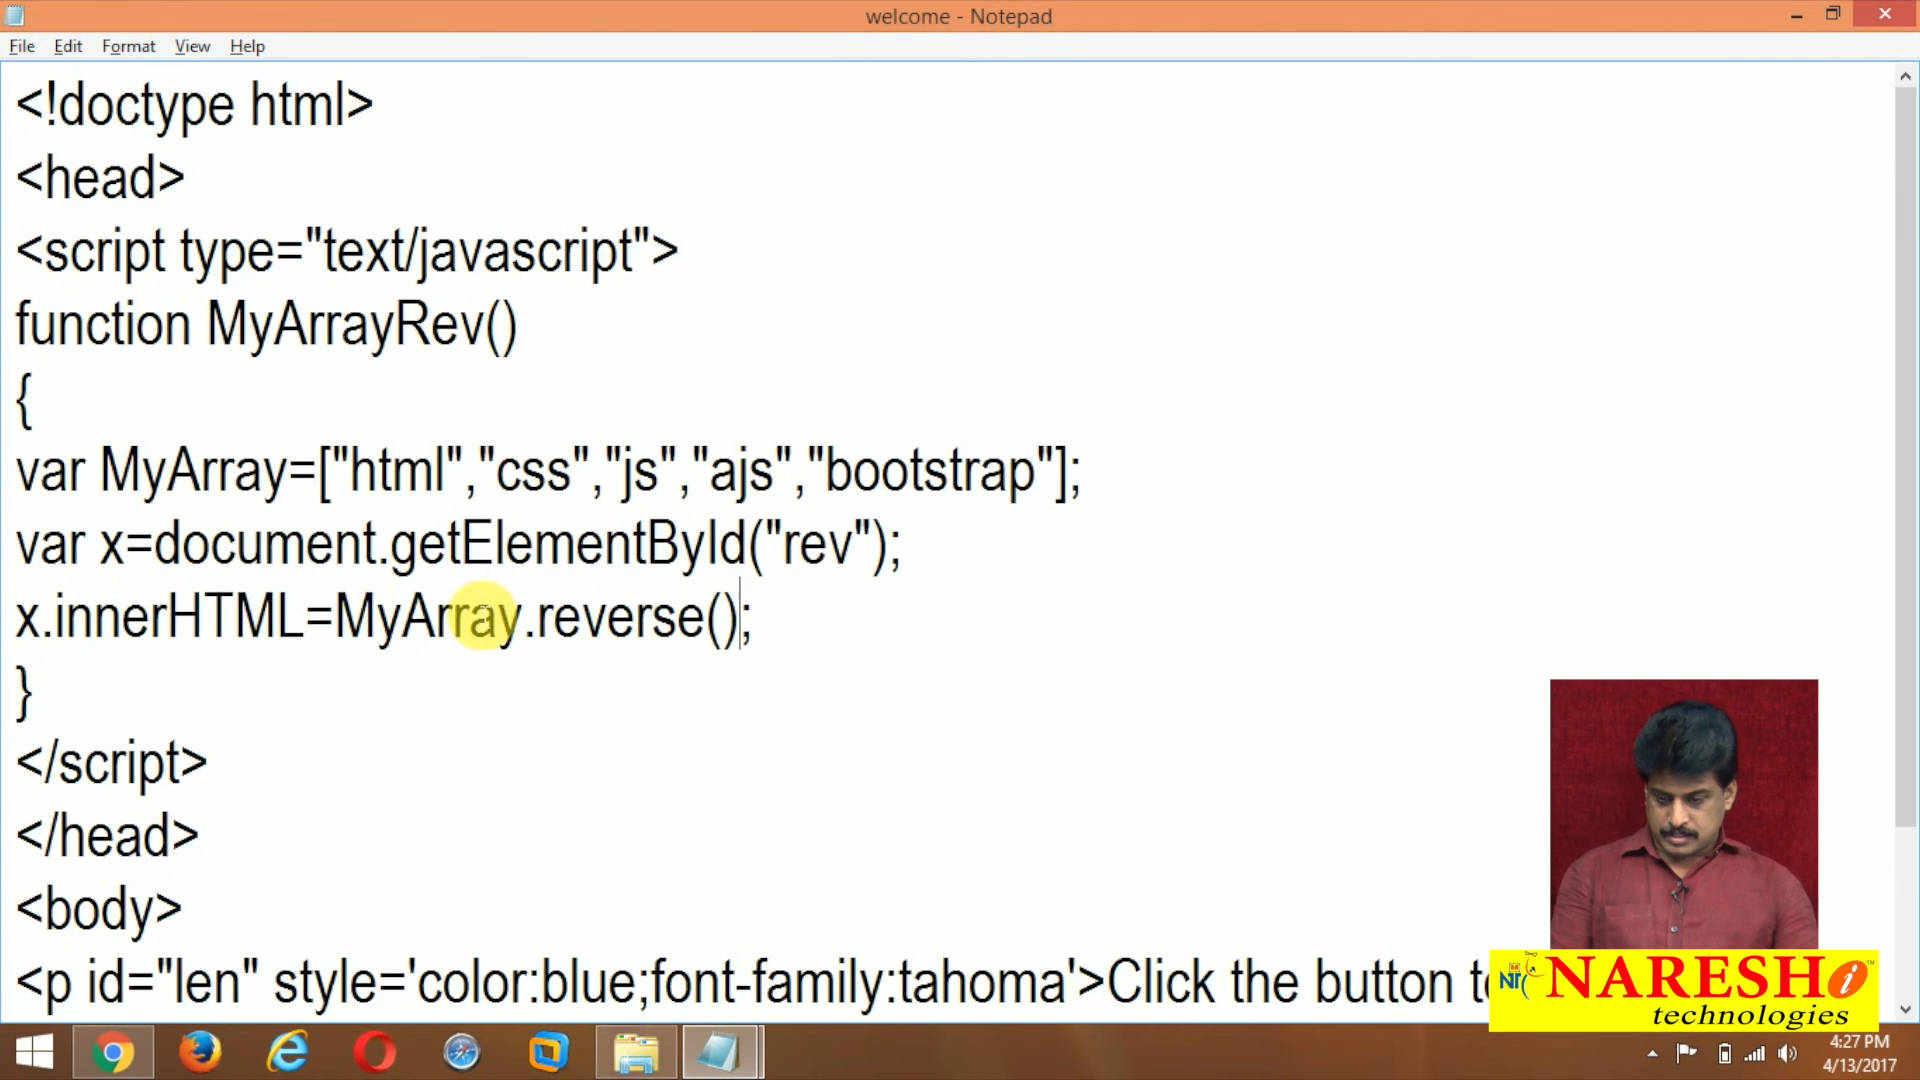 welcome - Notepad
File Edit Format View Help
<!doctype html>
<head>
<script type="text/javascript">
function MyArrayRev()
{
var MyArray=["html","css","js","ajs","bootstrap"];
var x=document.getElementById("rev");
x.innerHTML=MyArray.reverse();
}
</script>
</head>
<body>
<p id="len" style='color:blue;font-family:tahoma'>Click the button to
NT
NARESH i
technologies
4:27 PM
4/13/2017